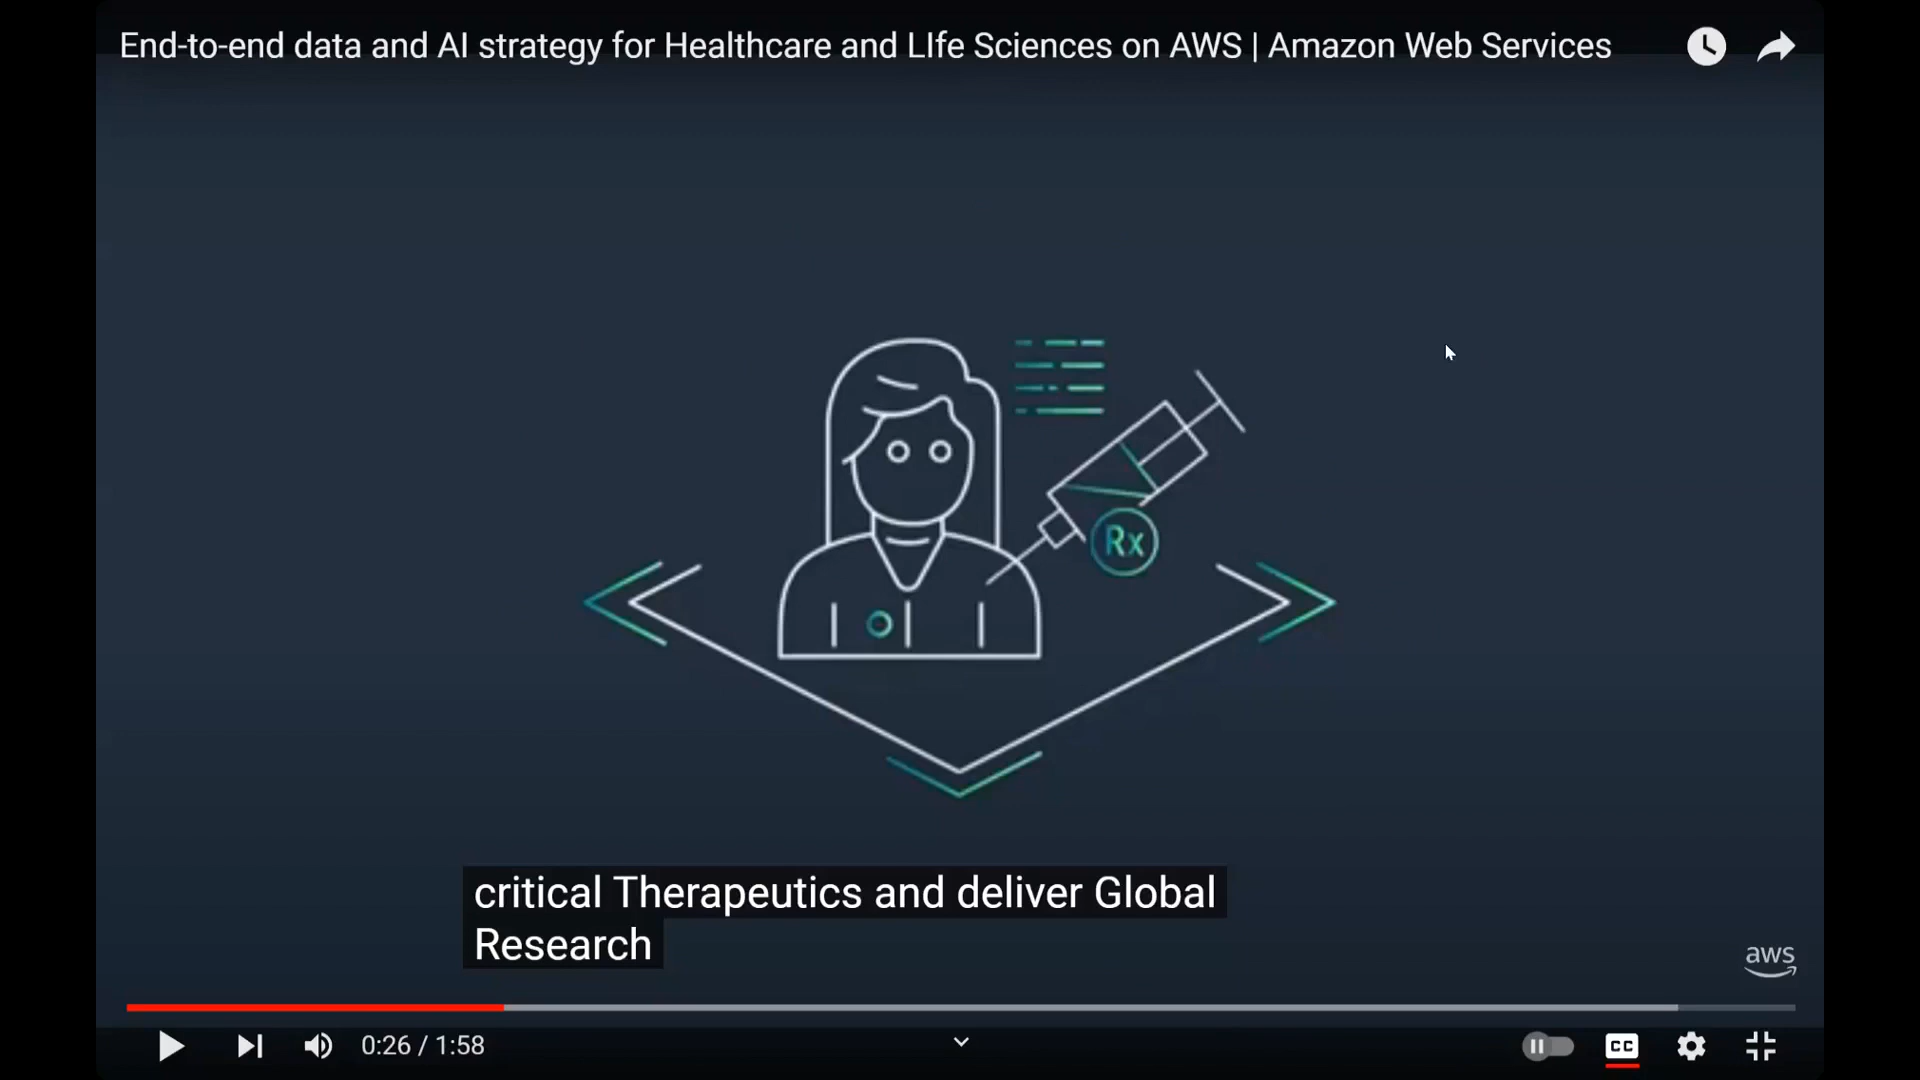 End-to-end data and AI strategy for Healthcare and LIfe Sciences on AWS | Amazon Web Services
Rx
critical Therapeutics and deliver Global
Research
aws
0:26 / 1:58
CC